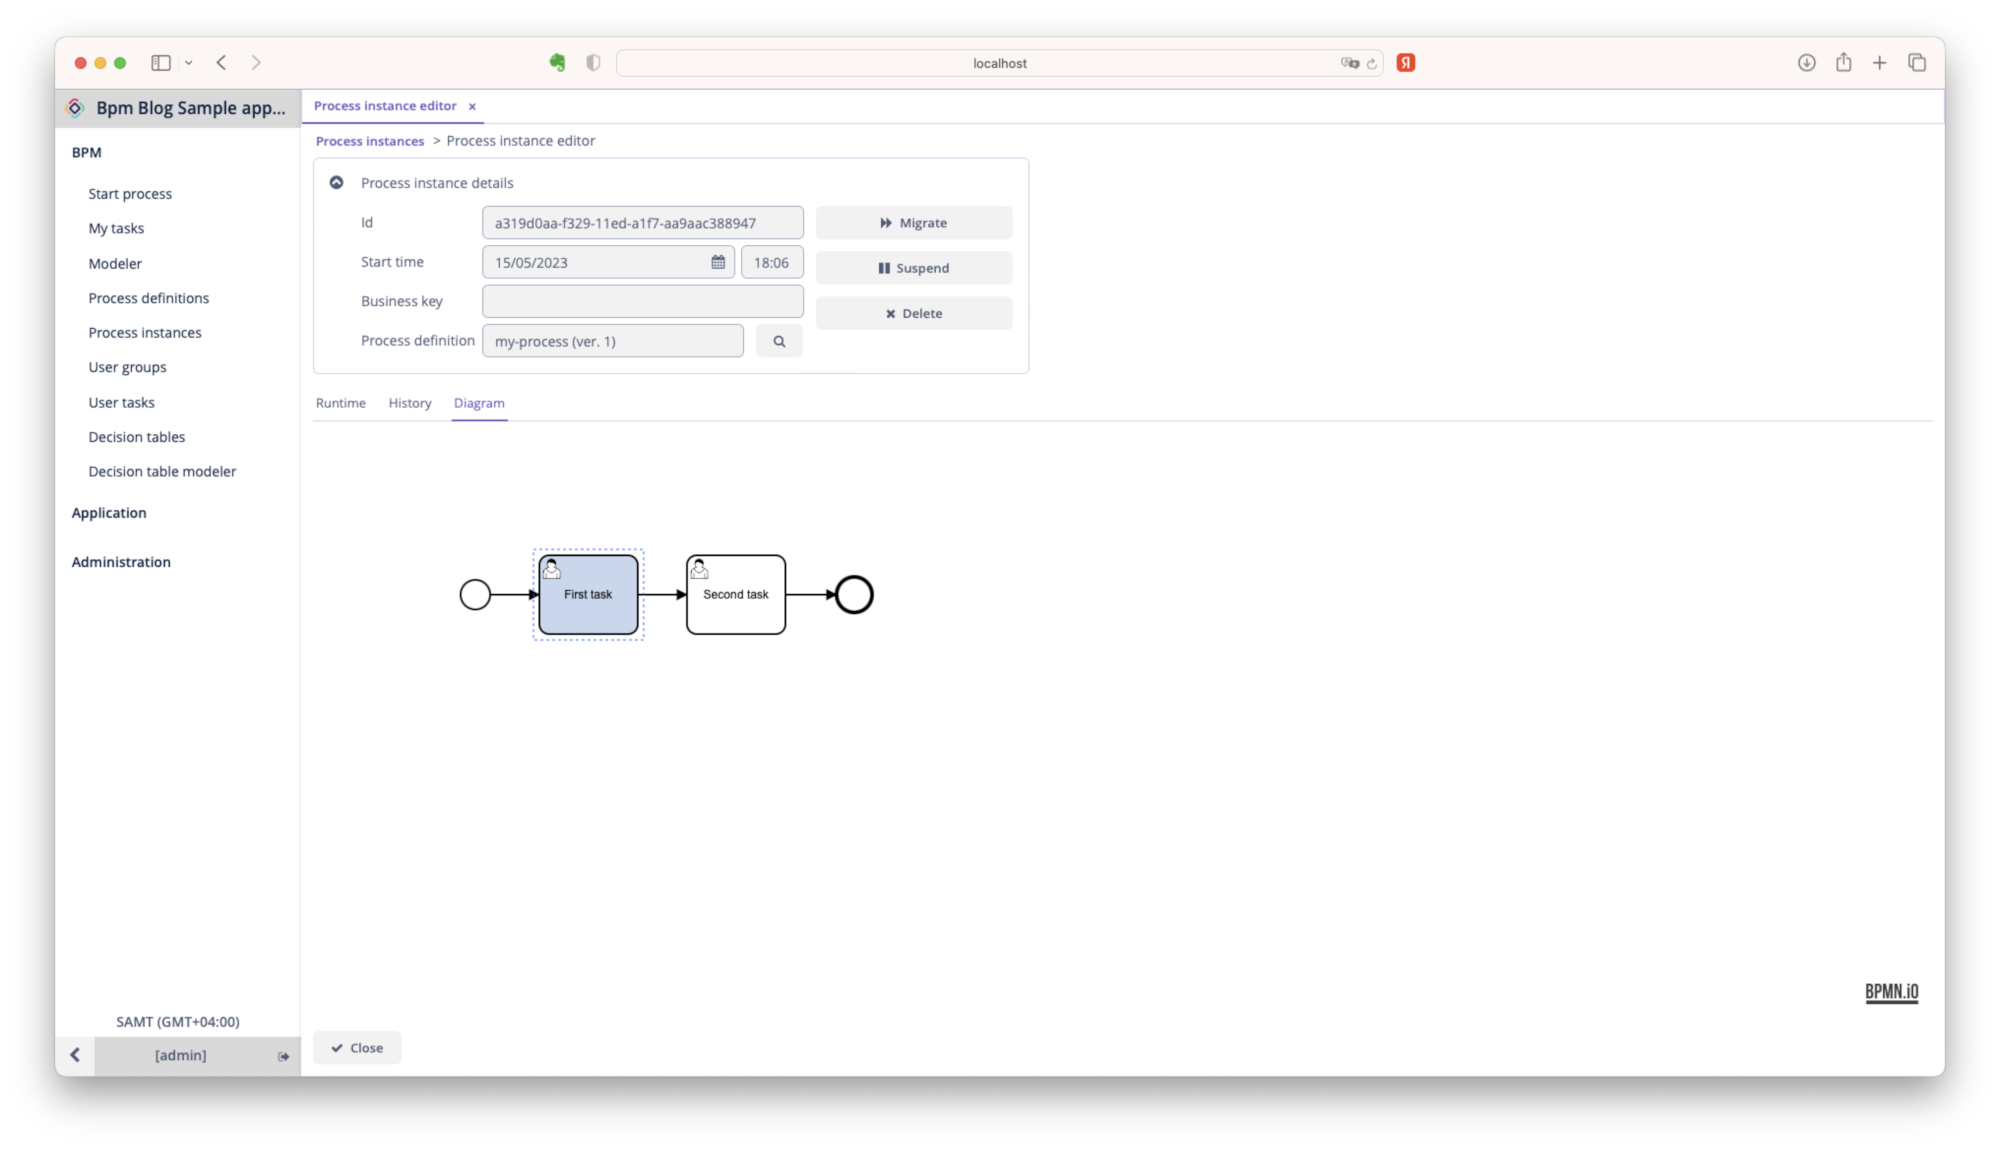 localhost
Я
Bpm Blog Sample app...
Process instance editor
BPM
Start process
My tasks
Modeler
Process definitions
Process instances
User groups
User tasks
Decision tables
Decision table modeler
Application
Administration
SAMT (GMT+04:00)
[admin]
Process instances > Process instance editor
Process instance details
Id a319d0aa-f329-11ed-a1f7-aa9aac388947 Migrate
Start time 15/05/2023 18:06 Suspend
Business key Delete
Process definition my-process (ver. 1)
Runtime History Diagram
First task Second task
BPMN.iO
Close